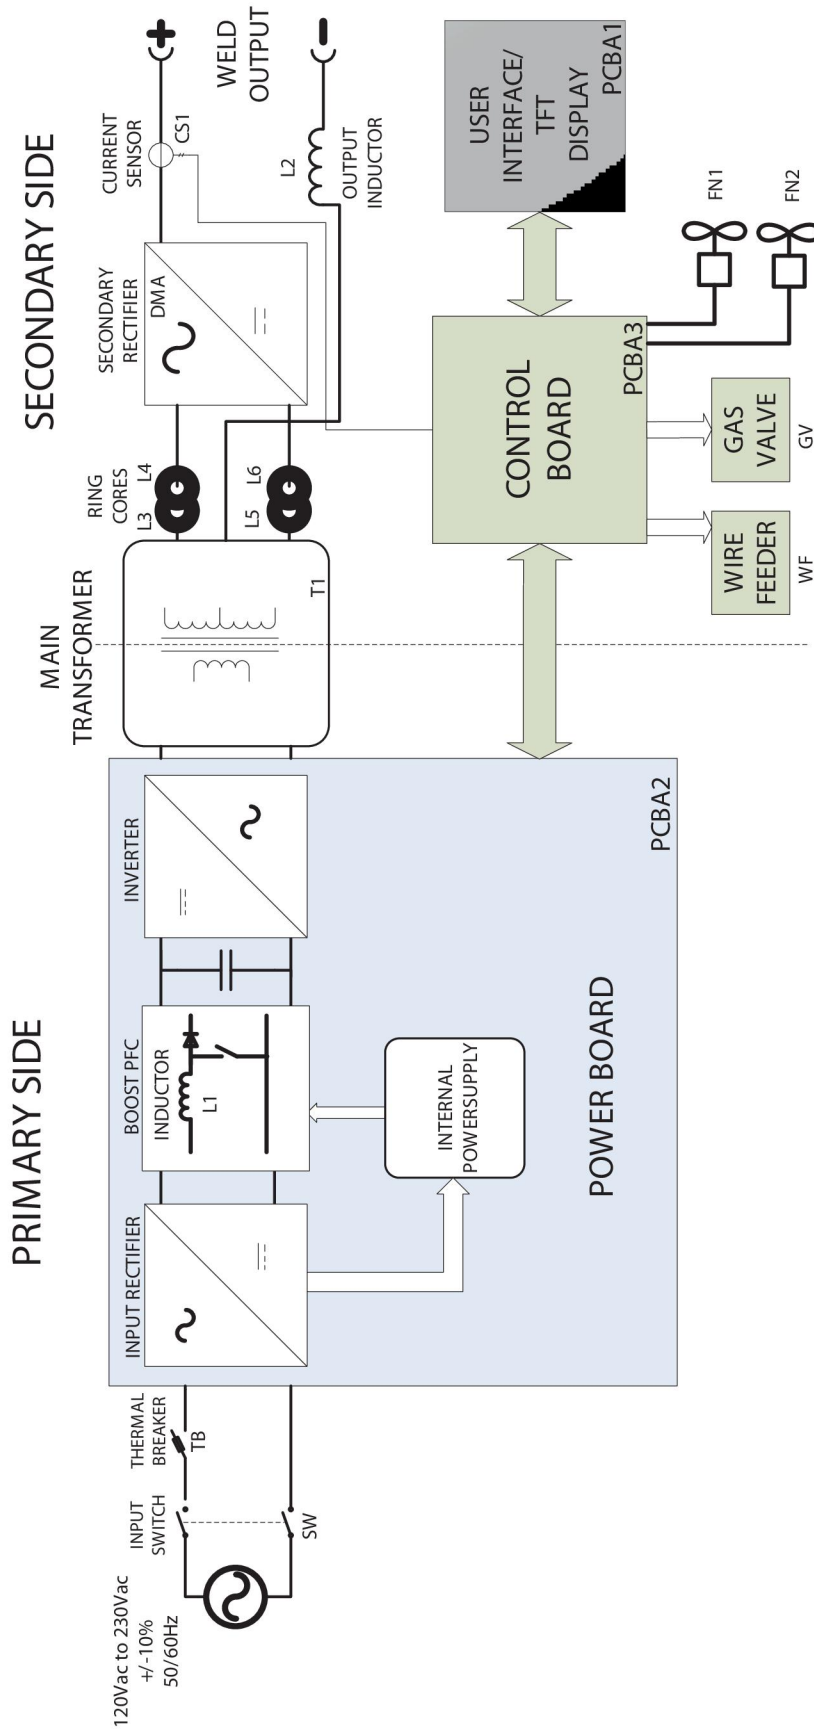 PRIMARY SIDE
SECONDARY SIDE
120Vac to 230Vac
+/-10%
50/60Hz
INPUT
SWITCH
SW
THERMAL
BREAKER
TB
INPUT RECTIFIER
BOOST PFC
INDUCTOR
L1
INVERTER
INTERNAL
POWERSUPPLY
POWER BOARD
PCBA2
MAIN
TRANSFORMER
T1
RING
CORES
L3
L4
L5
L6
SECONDARY
RECTIFIER
DMA
CURRENT
SENSOR
CS1
+
WELD
OUTPUT
-
L2
OUTPUT
INDUCTOR
CONTROL
BOARD
PCBA3
USER
INTERFACE/
TFT
DISPLAY
PCBA1
WIRE
FEEDER
WF
GAS
VALVE
GV
FN1
FN2